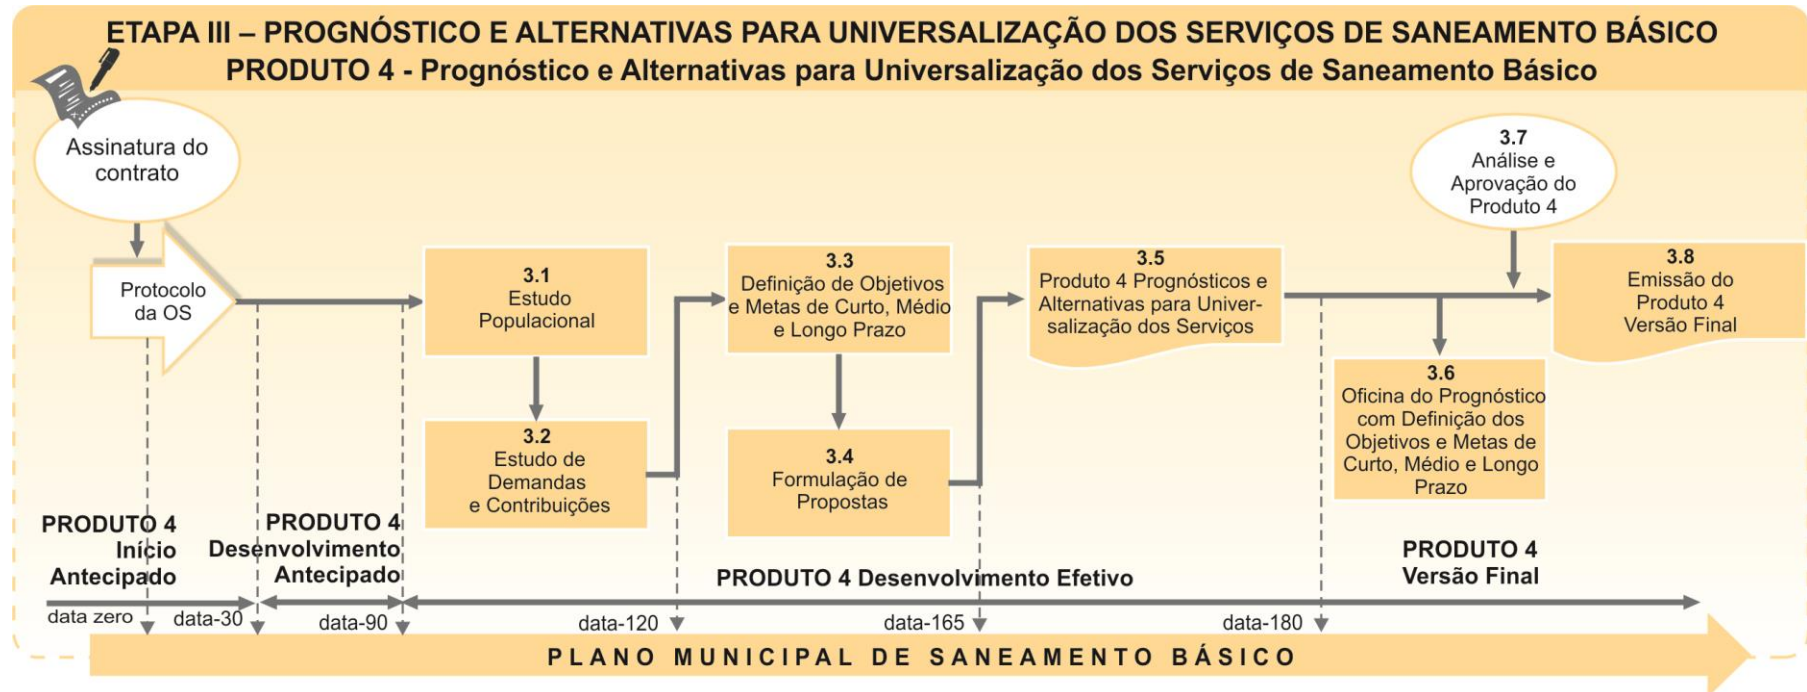 ETAPA III – PROGNÓSTICO E ALTERNATIVAS PARA UNIVERSALIZAÇÃO DOS SERVIÇOS DE SANEAMENTO BÁSICO
PRODUTO 4 - Prognóstico e Alternativas para Universalização dos Serviços de Saneamento Básico
Assinatura do
contrato
Protocolo
da OS
3.1
Estudo
Populacional
3.2
Estudo de
Demandas
e Contribuições
3.3
Definição de Objetivos
e Metas de Curto, Médio
e Longo Prazo
3.4
Formulação de
Propostas
3.5
Produto 4 Prognósticos e
Alternativas para Univer-
salização dos Serviços
3.7
Análise e
Aprovação do
Produto 4
3.6
Oficina do Prognóstico
com Definição dos
Objetivos e Metas de
Curto, Médio e Longo
Prazo
3.8
Emissão do
Produto 4
Versão Final
PRODUTO 4
Início
Antecipado
PRODUTO 4
Desenvolvimento
Antecipado
PRODUTO 4 Desenvolvimento Efetivo
PRODUTO 4
Versão Final
data zero
data-30
data-90
data-120
data-165
data-180
PLANO MUNICIPAL DE SANEAMENTO BÁSICO